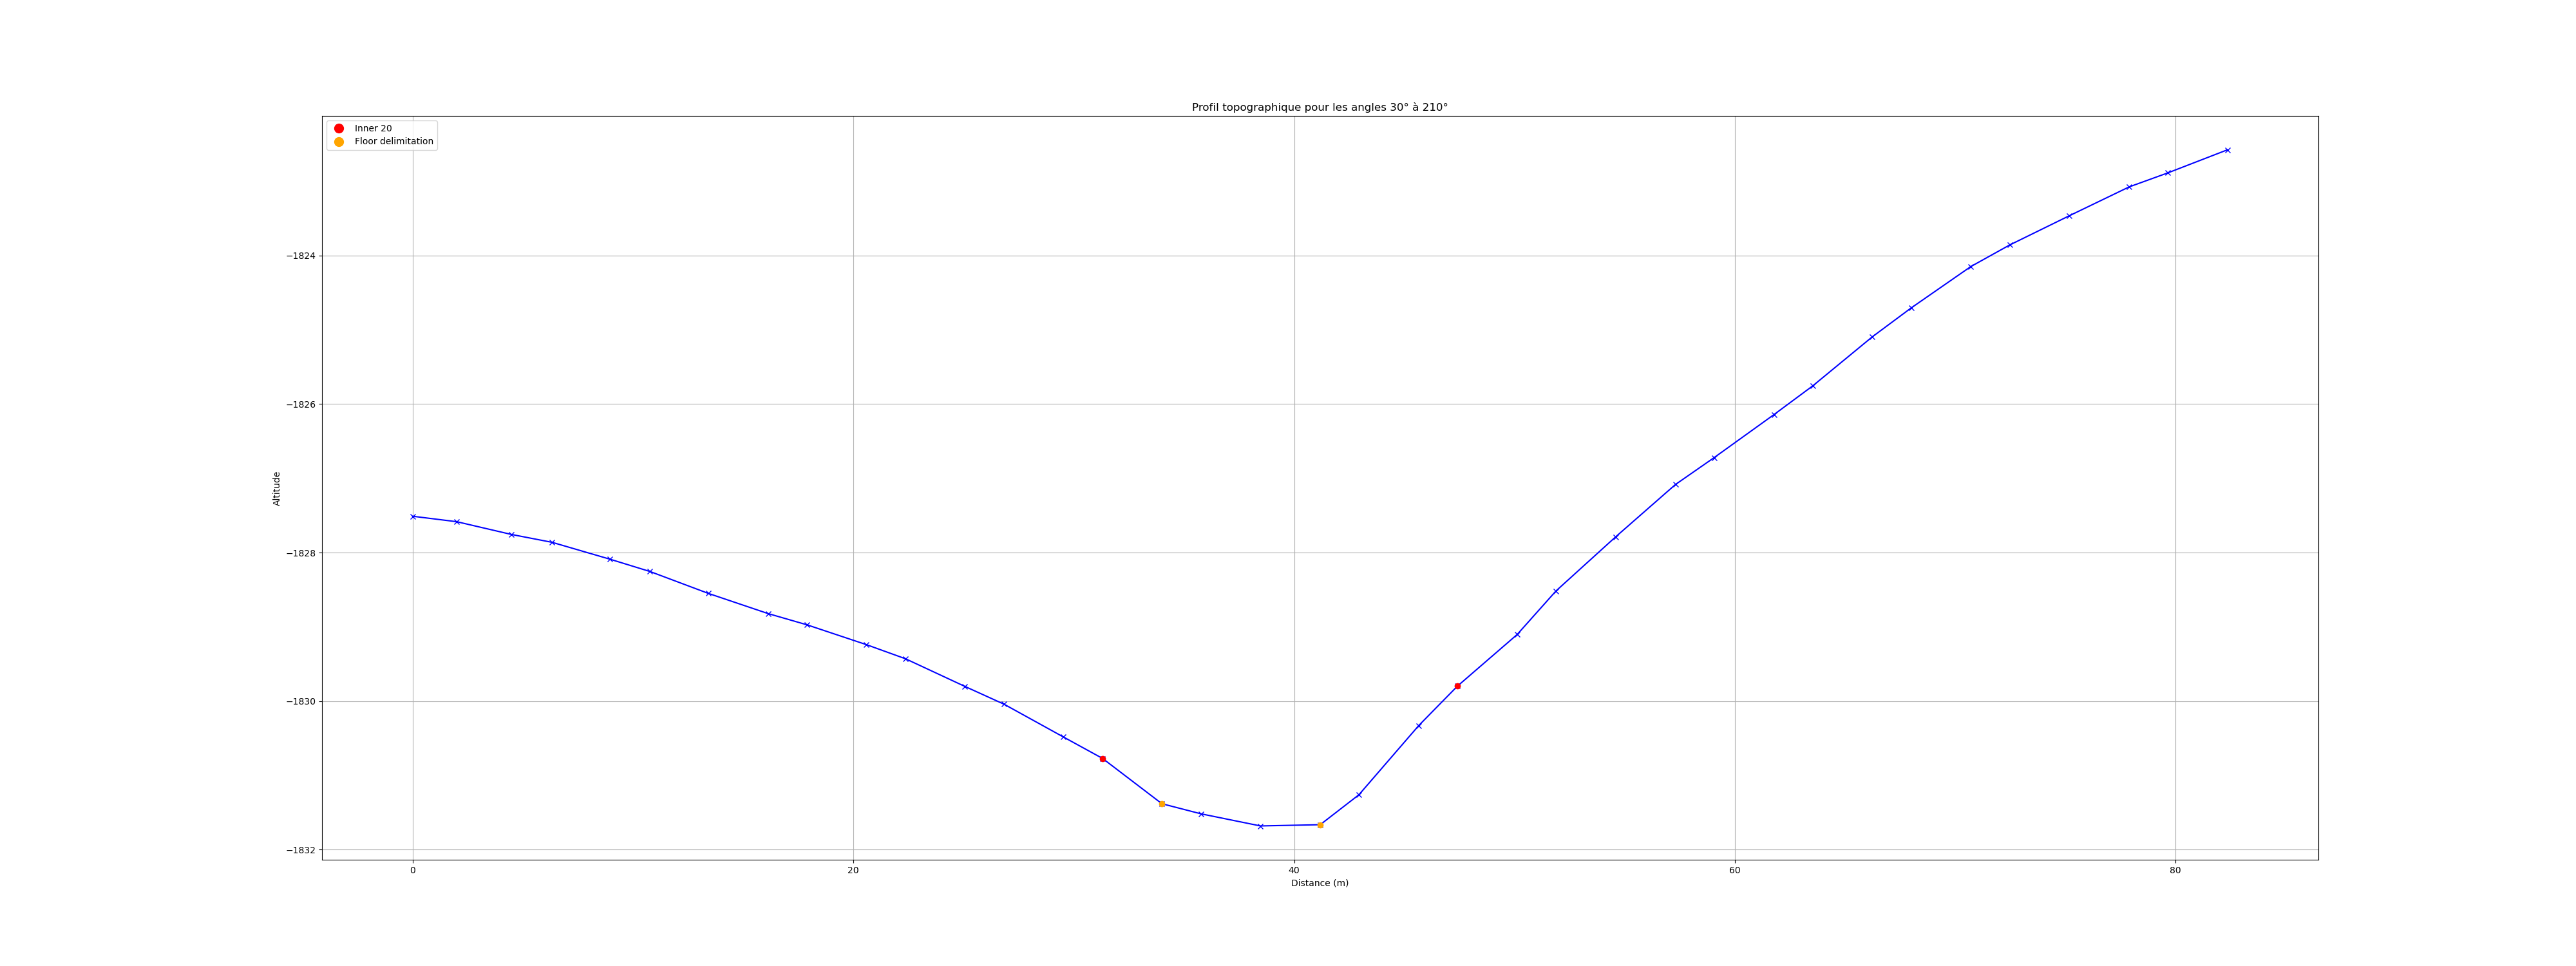 Profil topographique pour les angles 30° à 210°
Inner 20
Floor delimitation
−1824
−1826
−1828
−1830
−1832
Altitude
0 20 40 60 80
Distance (m)